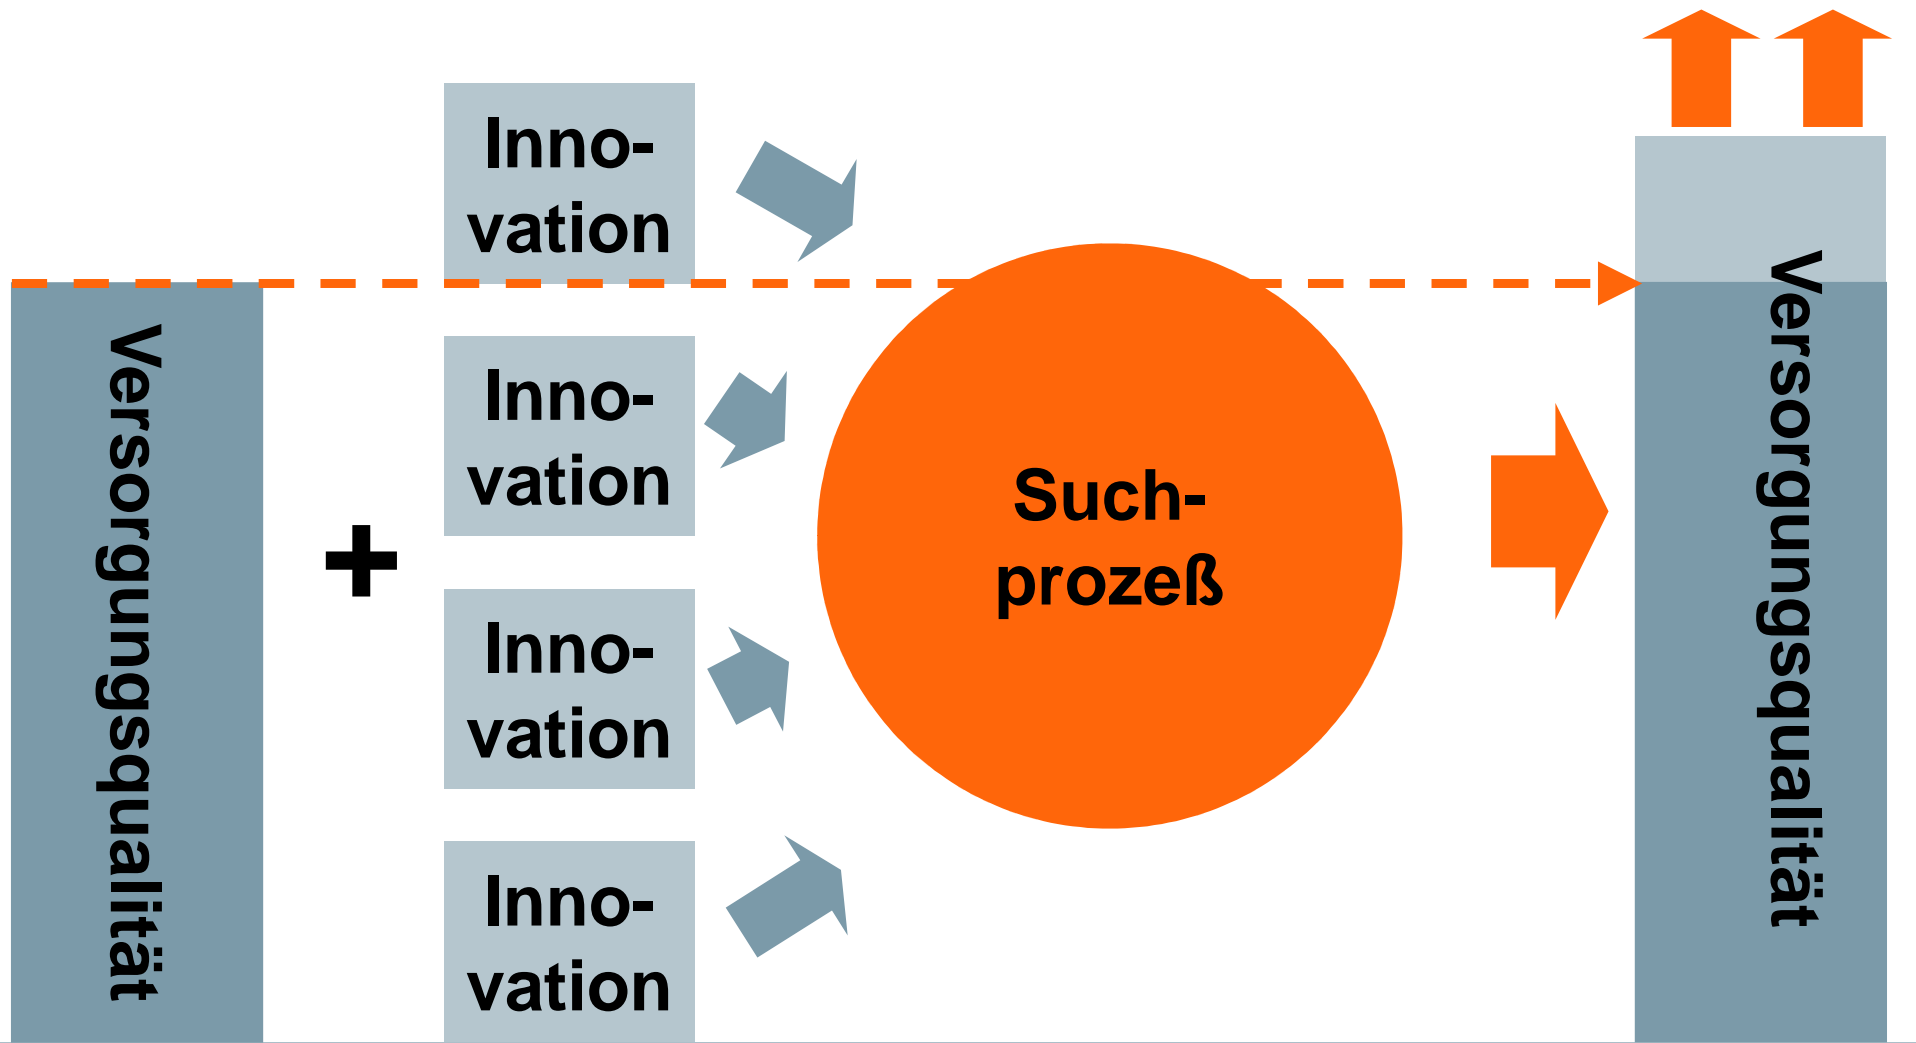 Versorgungsqualität
+
Inno-
vation
Inno-
vation
Inno-
vation
Inno-
vation
Such-
prozeß
Versorgungsqualität